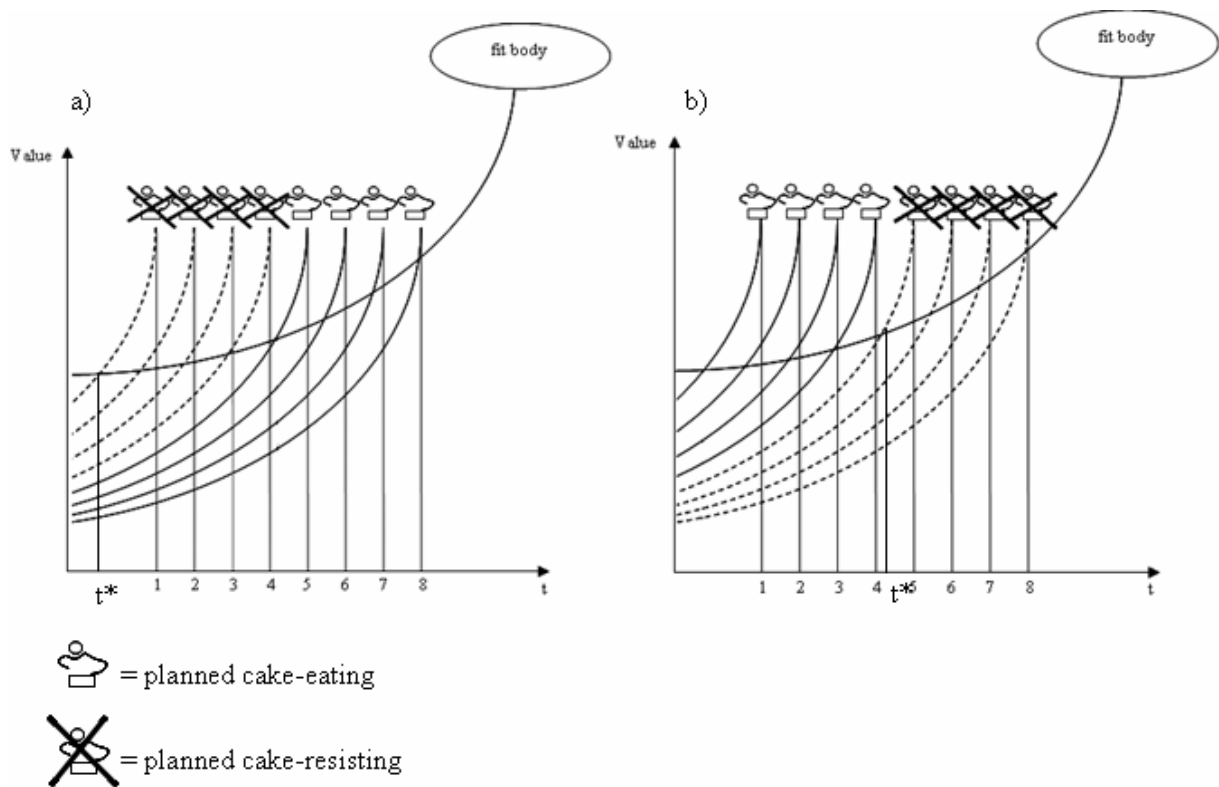 fit body
a)
Value
1 2 3 4 5 6 7 8
t*
t
fit body
b)
Value
1 2 3 4 5 6 7 8
t*
t
= planned cake-eating
= planned cake-resisting